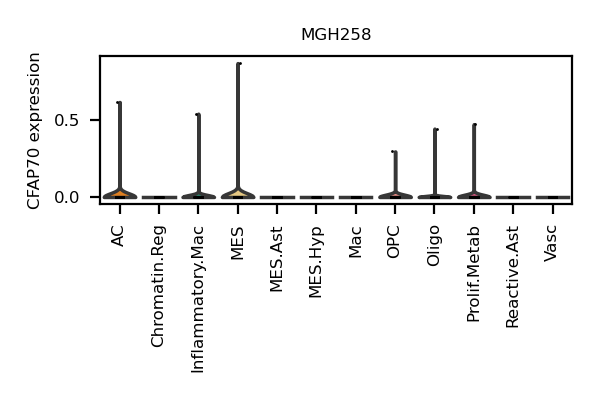 MGH258
CFAP70 expression
0.5
0.0
AC
Chromatin.Reg
Inflammatory.Mac
MES
MES.Ast
MES.Hyp
Mac
OPC
Oligo
Prolif.Metab
Reactive.Ast
Vasc